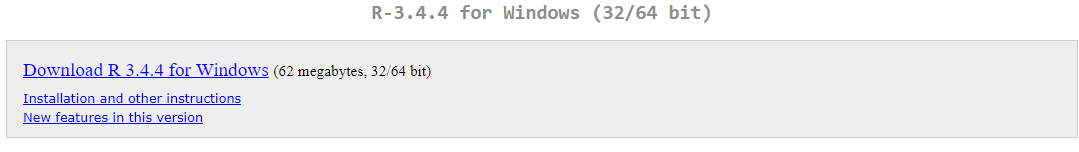 R-3.4.4 for Windows (32/64 bit)
Download R 3.4.4 for Windows (62 megabytes, 32/64 bit)
Installation and other instructions
New features in this version